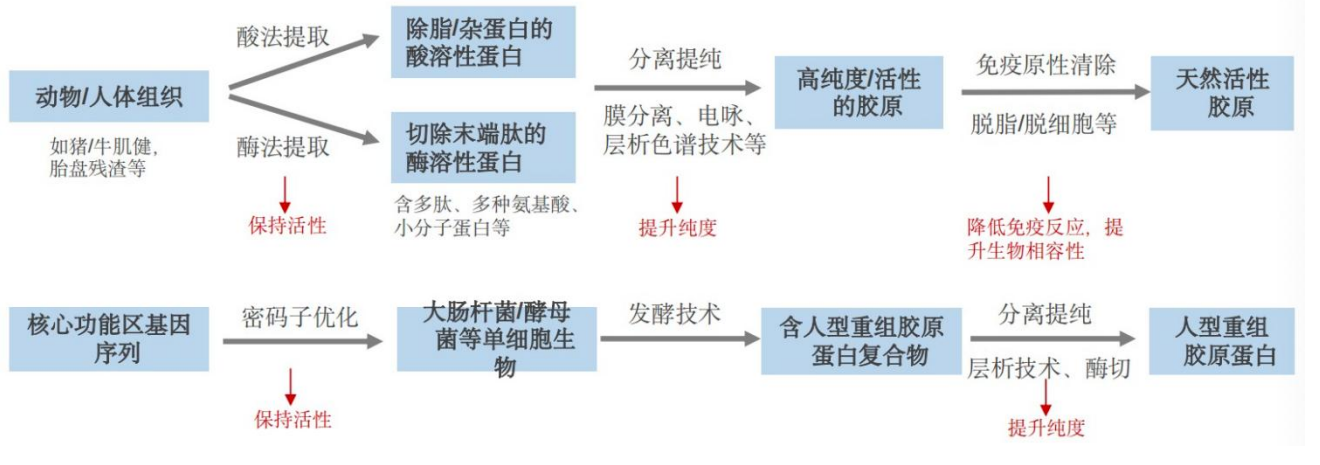 动物/人体组织
如猪/牛肌健，
胎盘残渣等
酸法提取
酶法提取
保持活性
除脂/杂蛋白的
酸溶性蛋白
切除末端肽的
酶溶性蛋白
含多肽、多种氨基酸、
小分子蛋白等
分离提纯
膜分离、电咏、
层析色谱技术等
提升纯度
高纯度/活性
的胶原
免疫原性清除
脱脂/脱细胞等
降低免疫反应，提
升生物相容性
天然活性
胶原
核心功能区基因
序列
密码子优化
保持活性
大肠杆菌/酵母
菌等单细胞生
物
发酵技术
含人型重组胶原
蛋白复合物
分离提纯
层析技术、酶切
提升纯度
人型重组
胶原蛋白